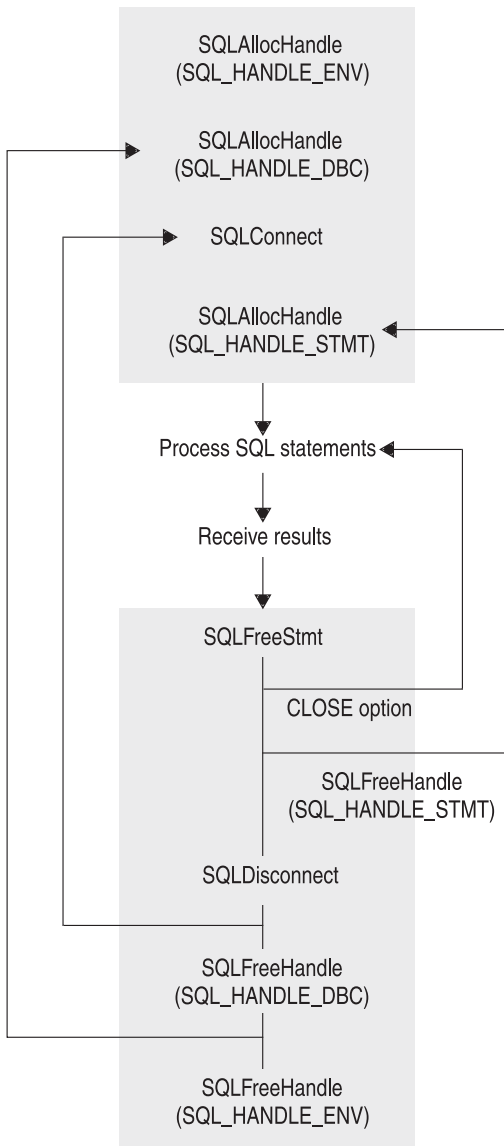 SQLAllocHandle
(SQL_HANDLE_ENV)
SQLAllocHandle
(SQL_HANDLE_DBC)
SQLConnect
SQLAllocHandle
(SQL_HANDLE_STMT)
Process SQL statements
Receive results
SQLFreeStmt
CLOSE option
SQLFreeHandle
(SQL_HANDLE_STMT)
SQLDisconnect
SQLFreeHandle
(SQL_HANDLE_DBC)
SQLFreeHandle
(SQL_HANDLE_ENV)